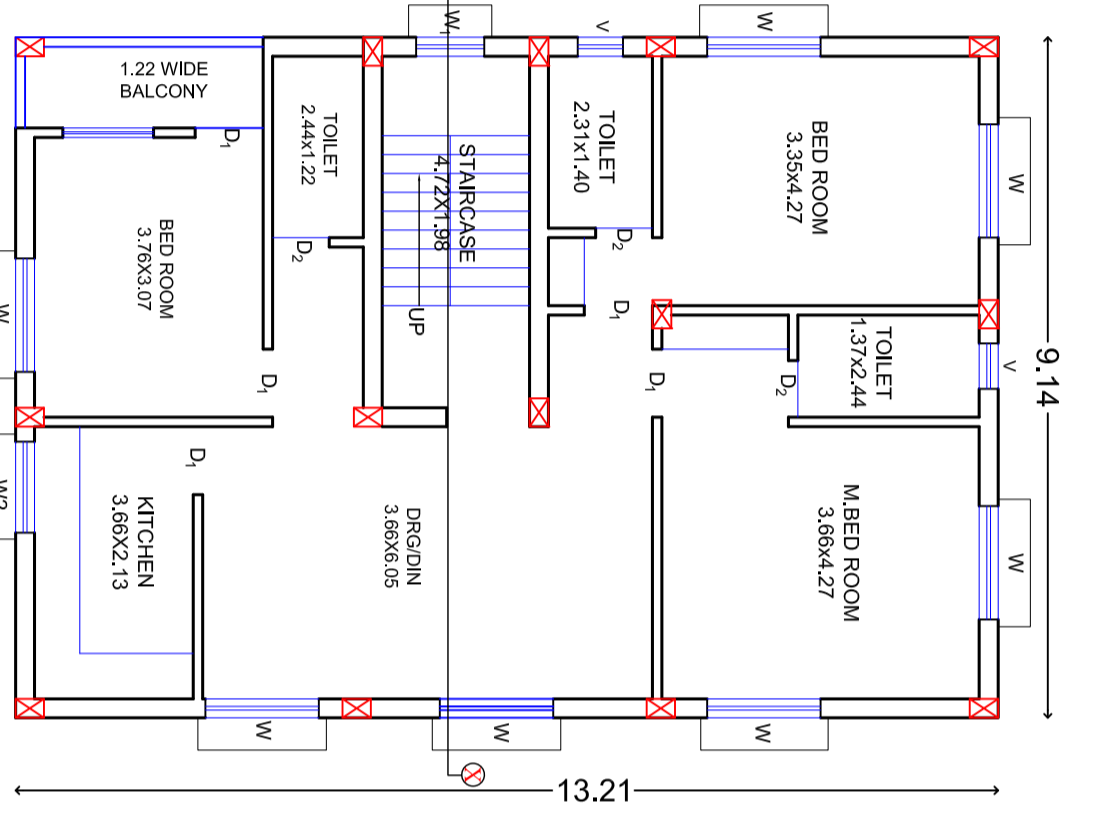 W1
V
W
1.22 WIDE
BALCONY
D1
TOILET
2.44x1.22
D2
STAIRCASE
4.72X1.98
UP
TOILET
2.31x1.40
D2
D1
BED ROOM
3.35x4.27
W
BED ROOM
3.76X3.07
W
D1
D1
D2
TOILET
1.37x2.44
V
9.14
D1
KITCHEN
3.66X2.13
W2
DRG/DIN
3.66X6.05
M.BED ROOM
3.66x4.27
W
W
W
W
X
13.21